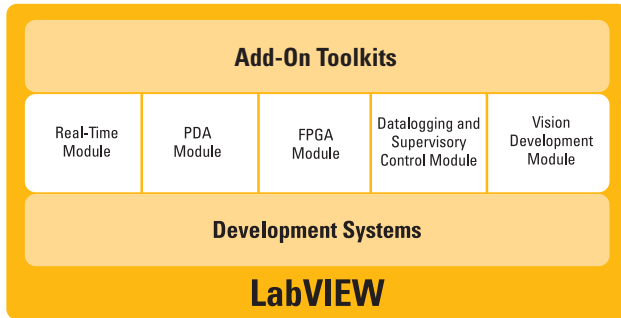 Add-On Toolkits
Real-Time
Module
PDA
Module
FPGA
Module
Datalogging and
Supervisory
Control Module
Vision
Development
Module
Development Systems
LabVIEW